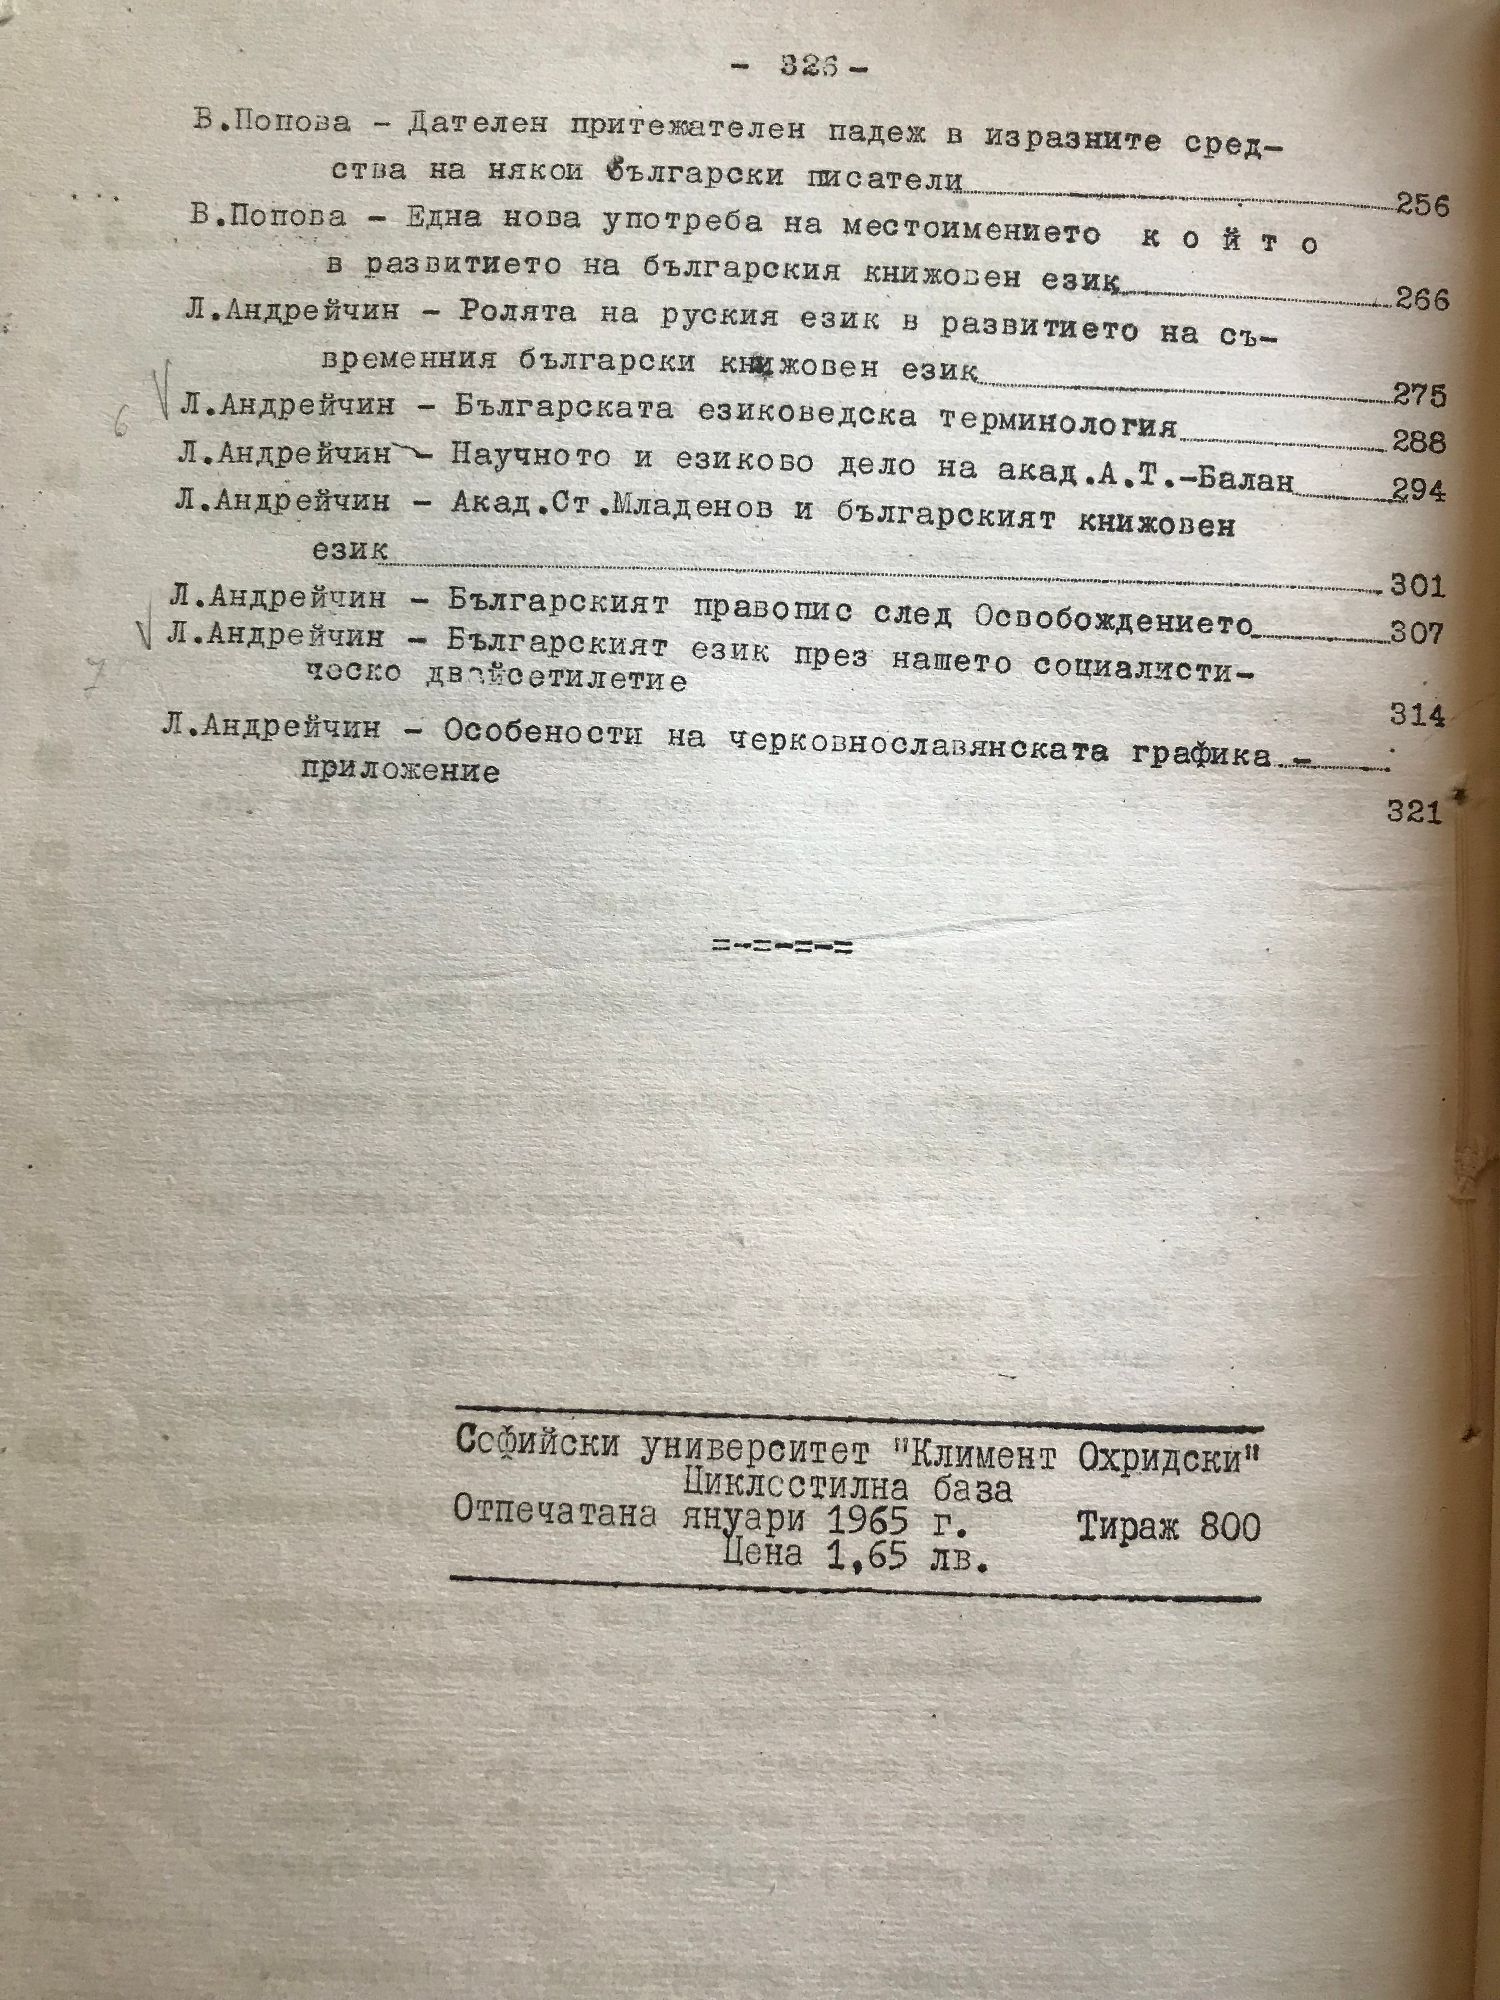 - 326 -
В.Попова - Дателен притежателен падеж в изразните сред-
ства на някои български писатели 256
В.Попова - Една нова употреба на местоимението к о й т о
в развитието на българския книжовен език 266
Л.Андрейчин - Ролята на руския език в развитието на съ-
временния български книжовен език 275
Л.Андрейчин - Българската езиковедска терминология 288
6
Л.Андрейчин - Научното и езиково дело на акад.А.Т.-Балан 294
Л.Андрейчин - Акад.Ст.Младенов и българският книжовен
език 301
Л.Андрейчин - Българският правопис след Освобождението 307
Л.Андрейчин - Българският език през нашето социалисти-
ческо двайсетилетие 314
7
Л.Андрейчин - Особености на черковнославянската графика -
приложение 321
=-=-=-=
Софийски университет "Климент Охридски"
Циклостилна база
Отпечатана януари 1965 г. Тираж 800
Цена 1,65 лв.